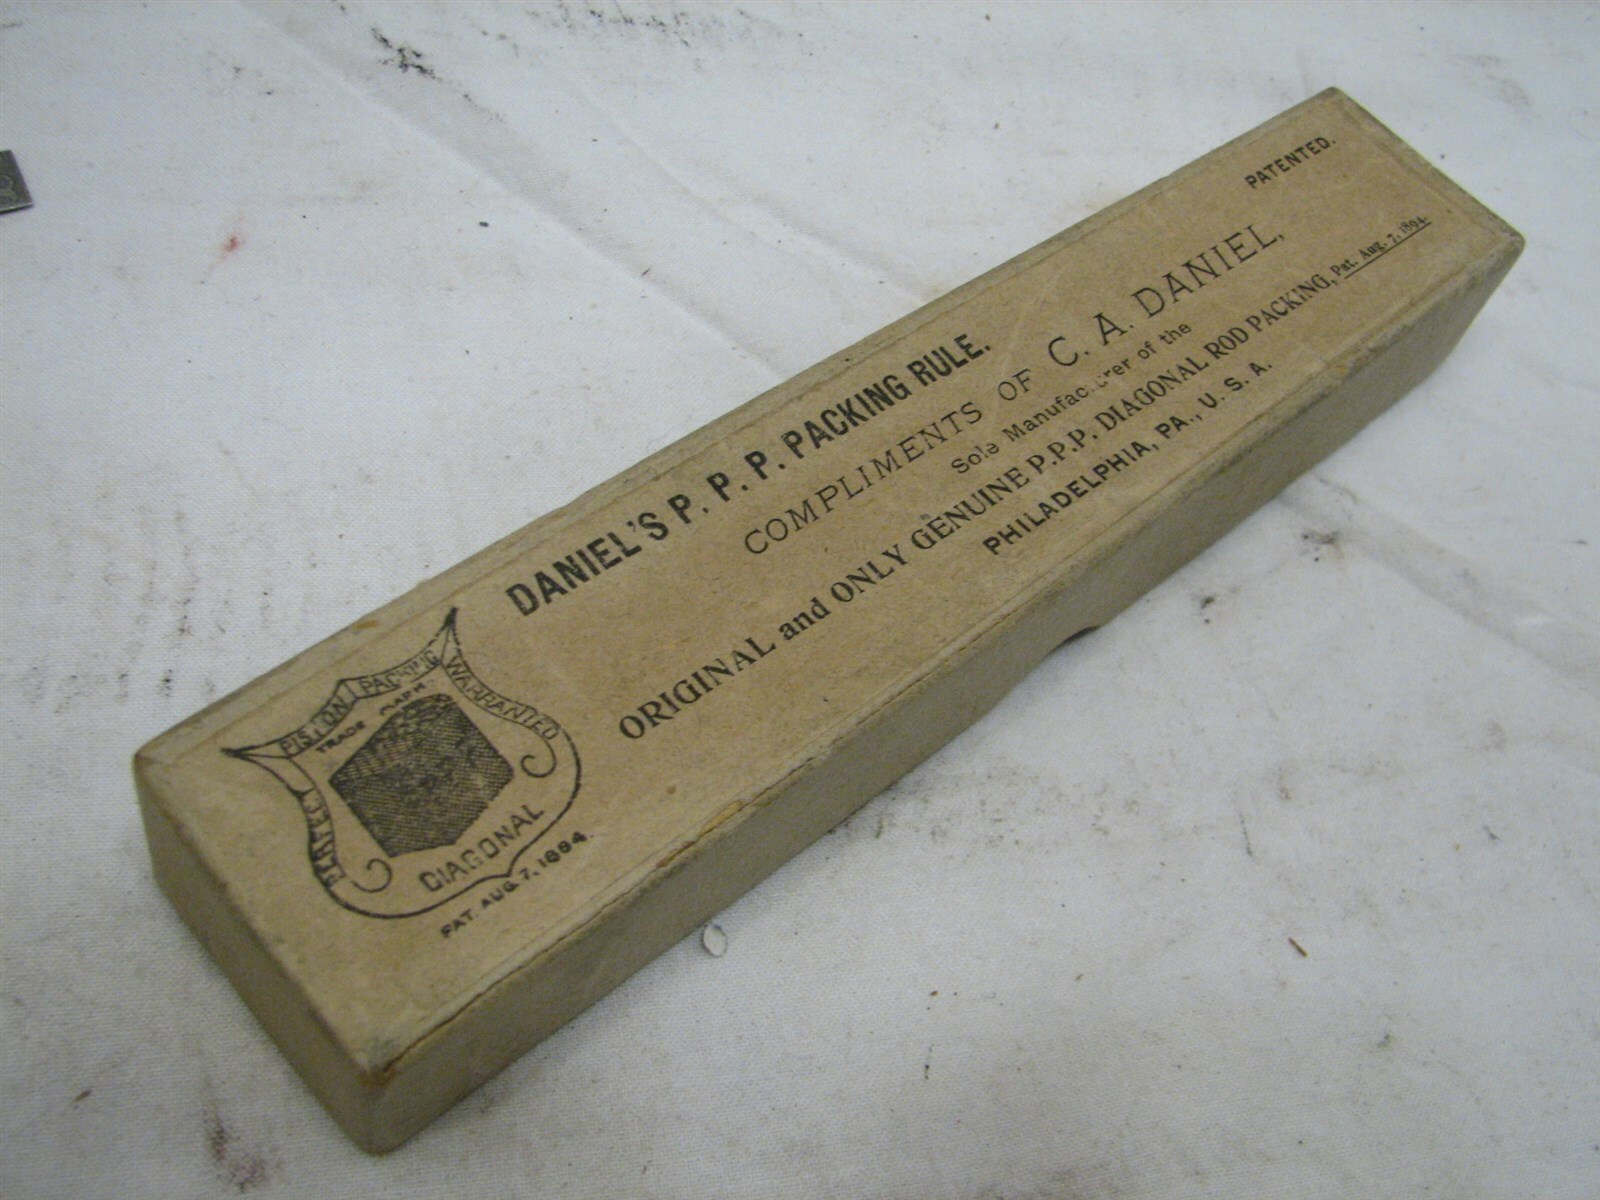 PATENTED.
DANIEL'S P. P. P. PACKING RULE.
COMPLIMENTS OF C. A. DANIEL,
Sole Manufacturer of the
ORIGINAL and ONLY GENUINE P.P.P. DIAGONAL ROD PACKING, Pat. Aug. 7, 1894.
PHILADELPHIA, PA., U. S. A.
PERFECT PISTON PACKING WARRANTED
TRADE MARK
DIAGONAL
PAT. AUG. 7, 1894.